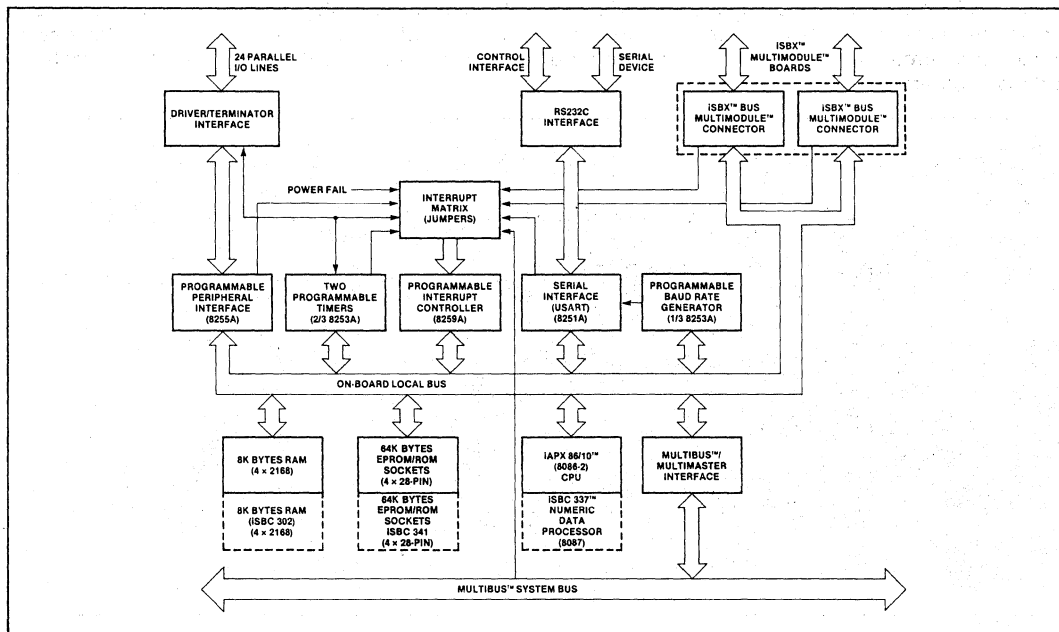 24 PARALLEL
I/O LINES
CONTROL
INTERFACE
SERIAL
DEVICE
iSBX™
MULTIMODULE™
BOARDS
DRIVER/TERMINATOR
INTERFACE
RS232C
INTERFACE
iSBX™ BUS
MULTIMODULE™
CONNECTOR
iSBX™ BUS
MULTIMODULE™
CONNECTOR
POWER FAIL
INTERRUPT
MATRIX
(JUMPERS)
PROGRAMMABLE
PERIPHERAL
INTERFACE
(8255A)
TWO
PROGRAMMABLE
TIMERS
(2/3 8253A)
PROGRAMMABLE
INTERRUPT
CONTROLLER
(8259A)
SERIAL
INTERFACE
(USART)
(8251A)
PROGRAMMABLE
BAUD RATE
GENERATOR
(1/3 8253A)
ON-BOARD LOCAL BUS
8K BYTES RAM
(4 × 2168)
8K BYTES RAM
(iSBC 302)
(4 × 2168)
64K BYTES
EPROM/ROM
SOCKETS
(4 × 28-PIN)
64K BYTES
EPROM/ROM
SOCKETS
iSBC 341
(4 × 28-PIN)
iAPX 86/10™
(8086-2)
CPU
iSBC 337™
NUMERIC
DATA
PROCESSOR
(8087)
MULTIBUS™/
MULTIMASTER
INTERFACE
MULTIBUS™ SYSTEM BUS